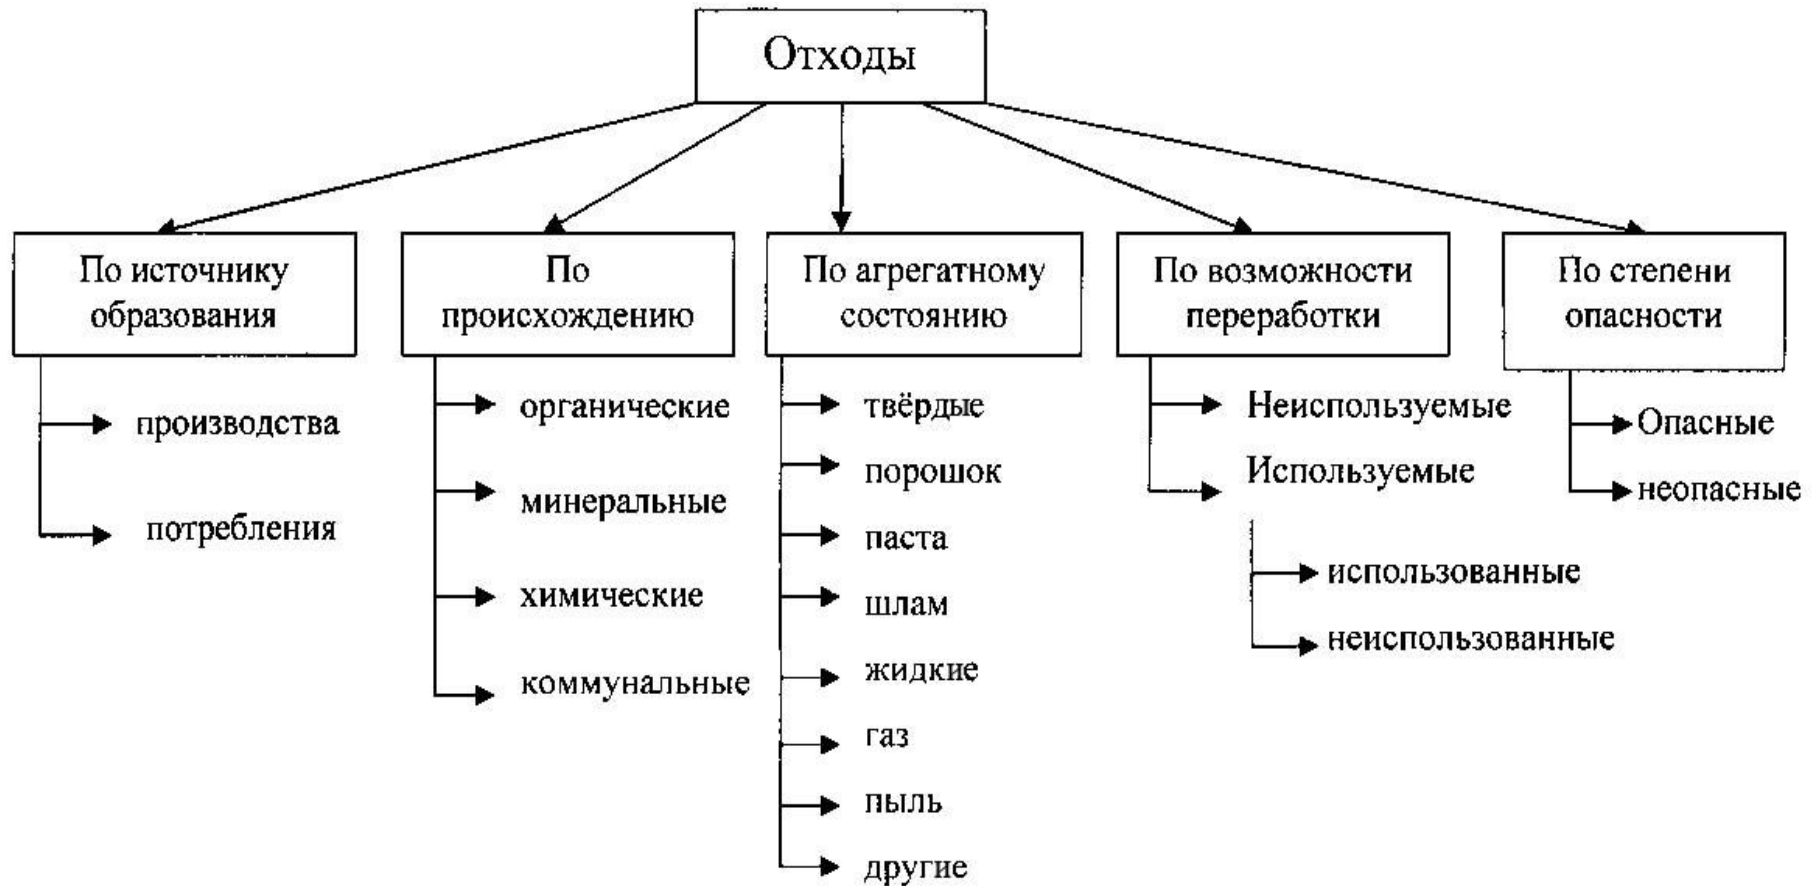 Отходы
По источнику
образования
производства
потребления
По
происхождению
органические
минеральные
химические
коммунальные
По агрегатному
состоянию
твёрдые
порошок
паста
шлам
жидкие
газ
пыль
другие
По возможности
переработки
Неиспользуемые
Используемые
использованные
неиспользованные
По степени
опасности
Опасные
неопасные